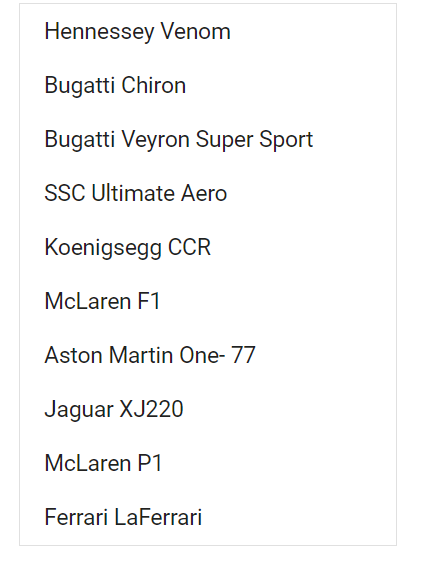 Hennessey Venom
Bugatti Chiron
Bugatti Veyron Super Sport
SSC Ultimate Aero
Koenigsegg CCR
McLaren F1
Aston Martin One- 77
Jaguar XJ220
McLaren P1
Ferrari LaFerrari